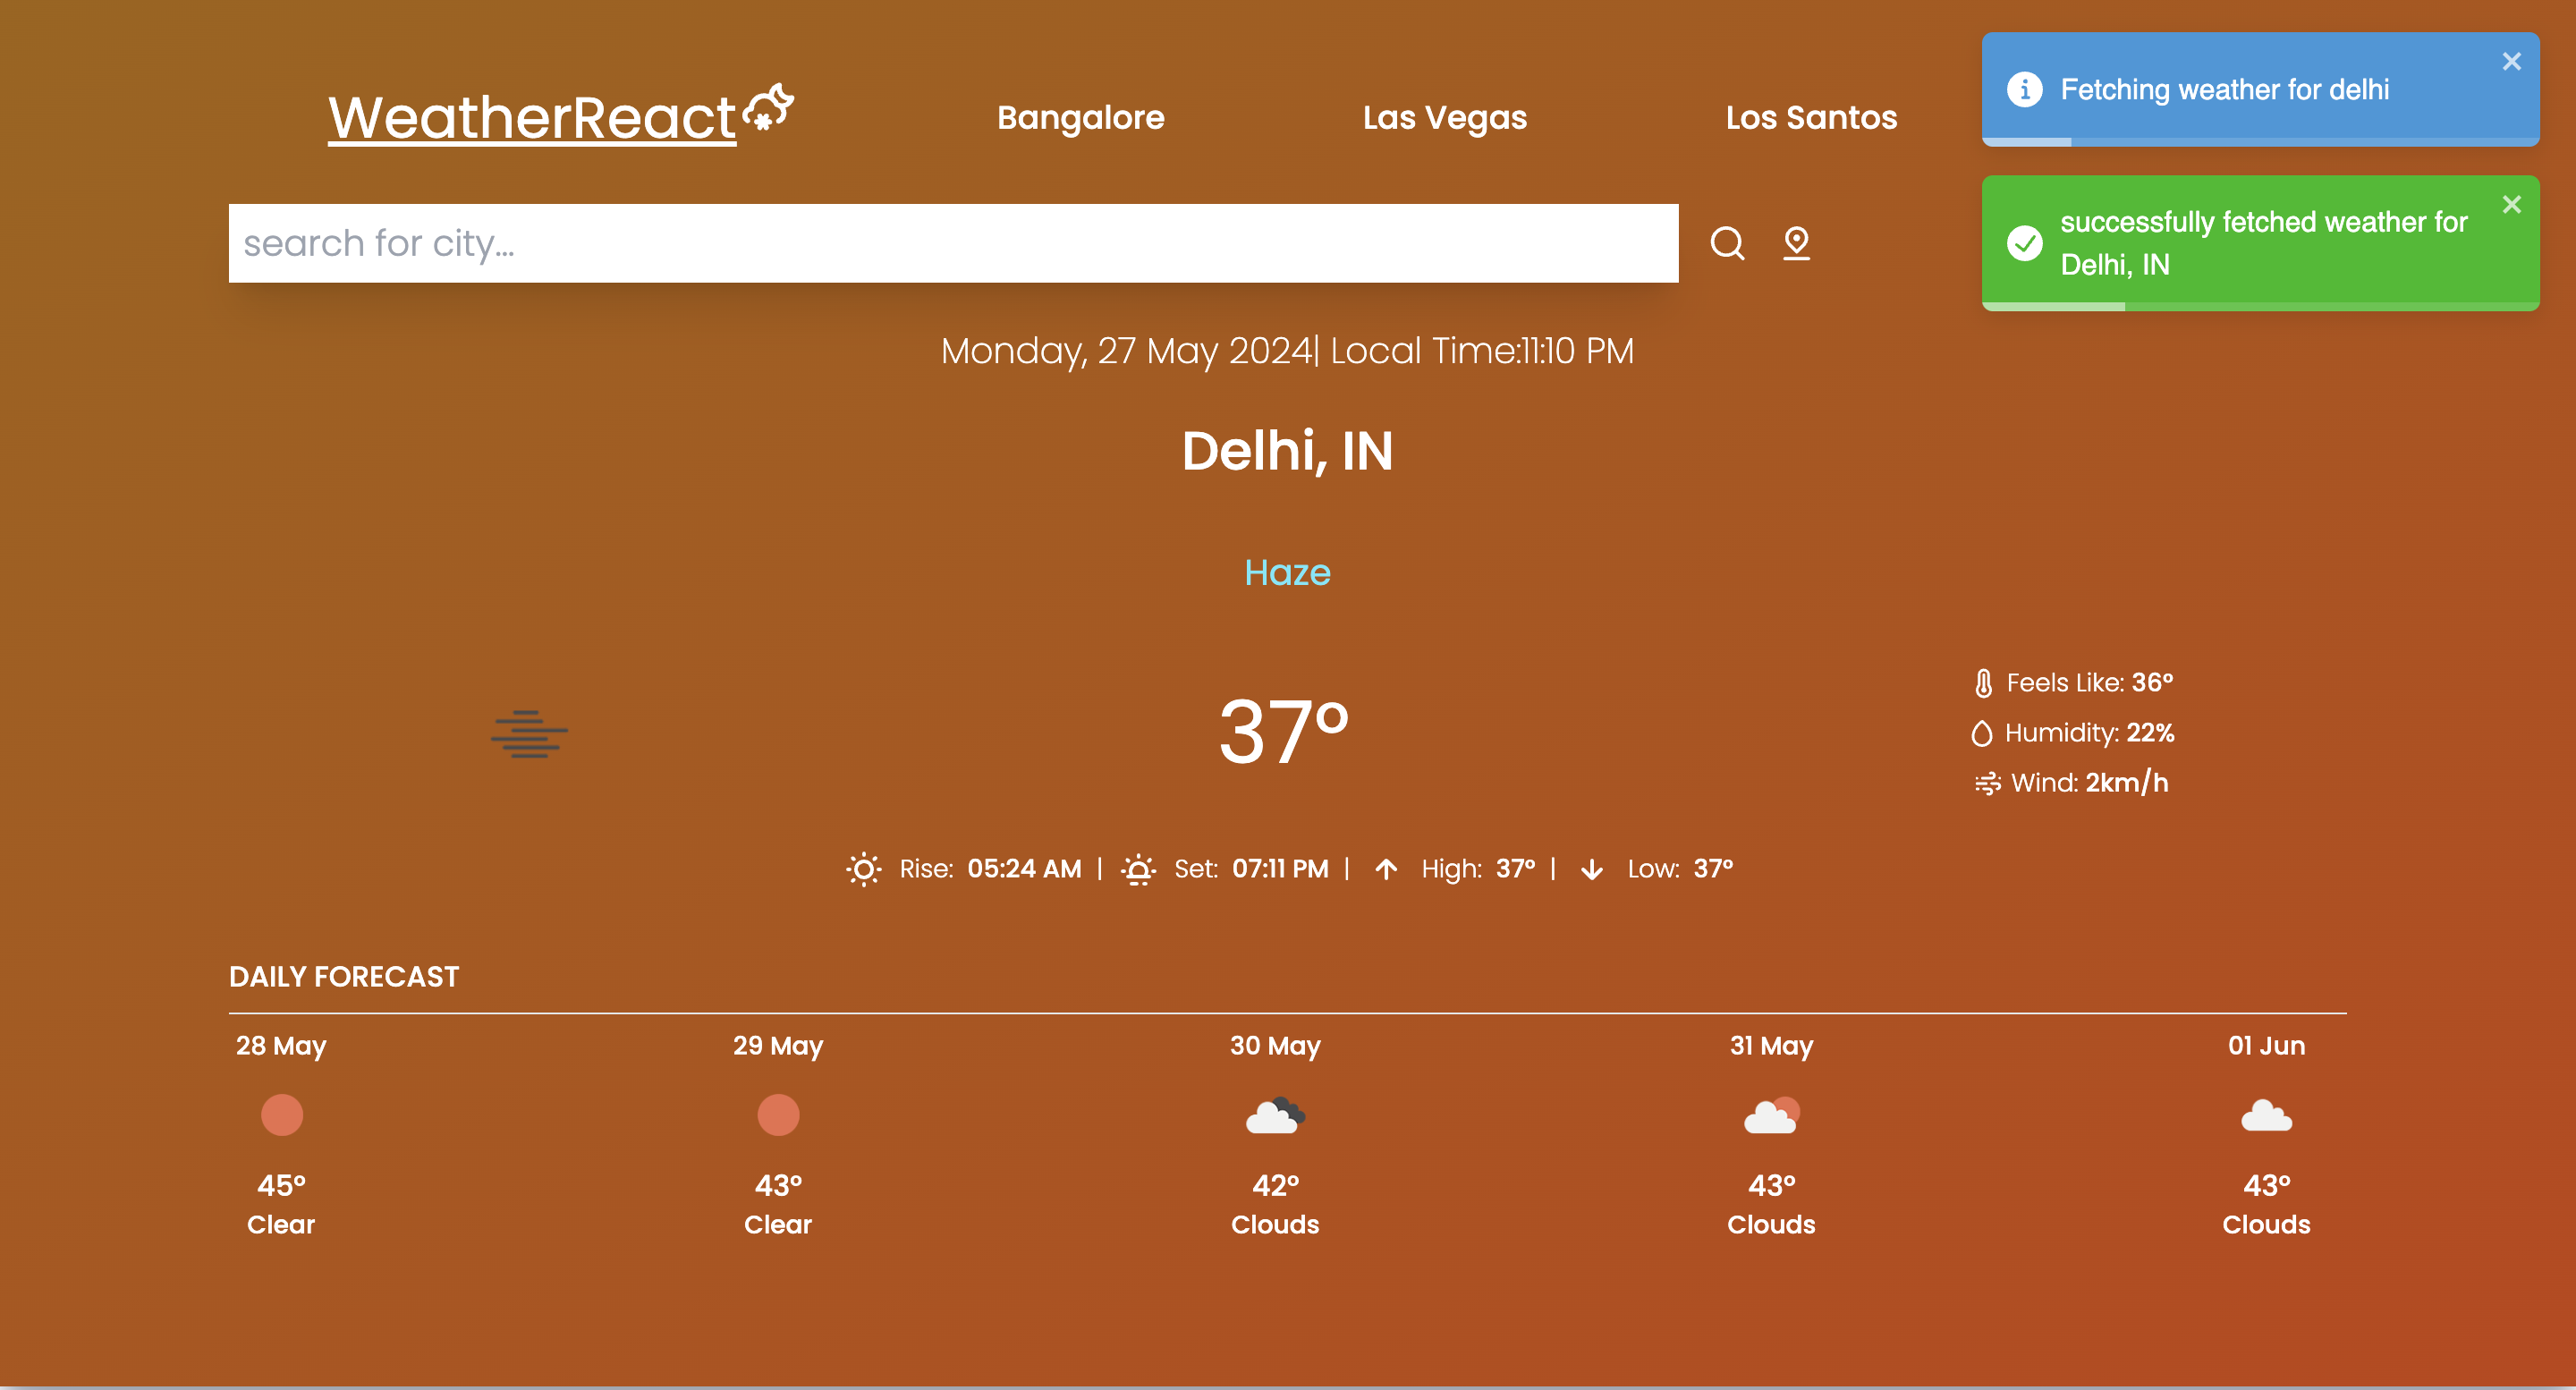 WeatherReact
Bangalore
Las Vegas
Los Santos
Fetching weather for delhi
successfully fetched weather for
Delhi, IN
search for city...
Monday, 27 May 2024| Local Time:11:10 PM
Delhi, IN
Haze
37°
Feels Like: 36°
Humidity: 22%
Wind: 2km/h
Rise: 05:24 AM | Set: 07:11 PM | High: 37° | Low: 37°
DAILY FORECAST
28 May
29 May
30 May
31 May
01 Jun
45°
43°
42°
43°
43°
Clear
Clear
Clouds
Clouds
Clouds